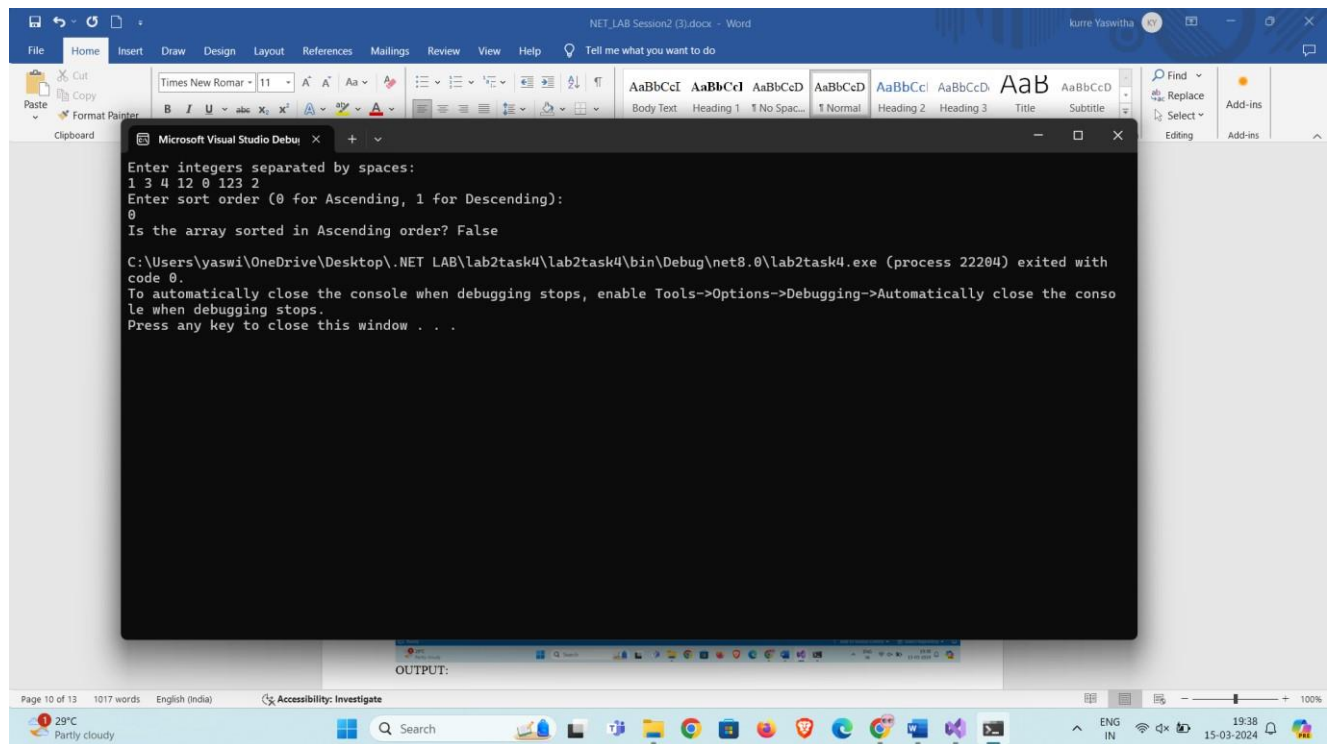 NET_LAB Session2 (3).docx - Word
kurre Yaswitha KY
File Home Insert Draw Design Layout References Mailings Review View Help Tell me what you want to do
Paste
Cut
Copy
Format Painter
Clipboard
Times New Romar 11
AaBbCcI AaBbCcI AaBbCcD AaBbCcD AaBbCcI AaBbCcD AaB AaBbCcD
Body Text Heading 1 ¶ No Spac... ¶ Normal Heading 2 Heading 3 Title Subtitle
Find
Replace
Select
Editing
Add-ins
Add-ins
Microsoft Visual Studio Debu
Enter integers separated by spaces:
1 3 4 12 0 123 2
Enter sort order (0 for Ascending, 1 for Descending):
0
Is the array sorted in Ascending order? False
C:\Users\yaswi\OneDrive\Desktop\.NET LAB\lab2task4\lab2task4\bin\Debug\net8.0\lab2task4.exe (process 22204) exited with
code 0.
To automatically close the console when debugging stops, enable Tools->Options->Debugging->Automatically close the conso
le when debugging stops.
Press any key to close this window . . .
OUTPUT:
Page 10 of 13 1017 words English (India) Accessibility: Investigate 100%
29°C
Partly cloudy
Search
ENG
IN
19:38
15-03-2024